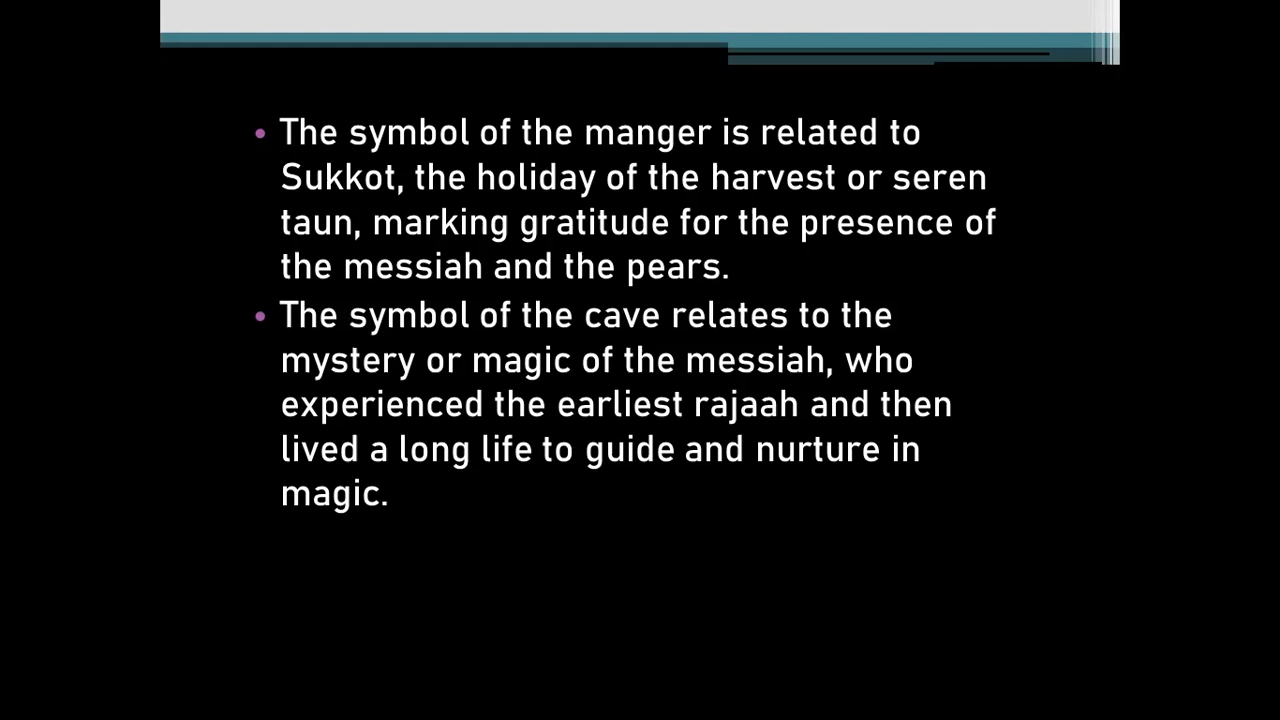 • The symbol of the manger is related to
Sukkot, the holiday of the harvest or seren
taun, marking gratitude for the presence of
the messiah and the pears.
• The symbol of the cave relates to the
mystery or magic of the messiah, who
experienced the earliest rajaah and then
lived a long life to guide and nurture in
magic.